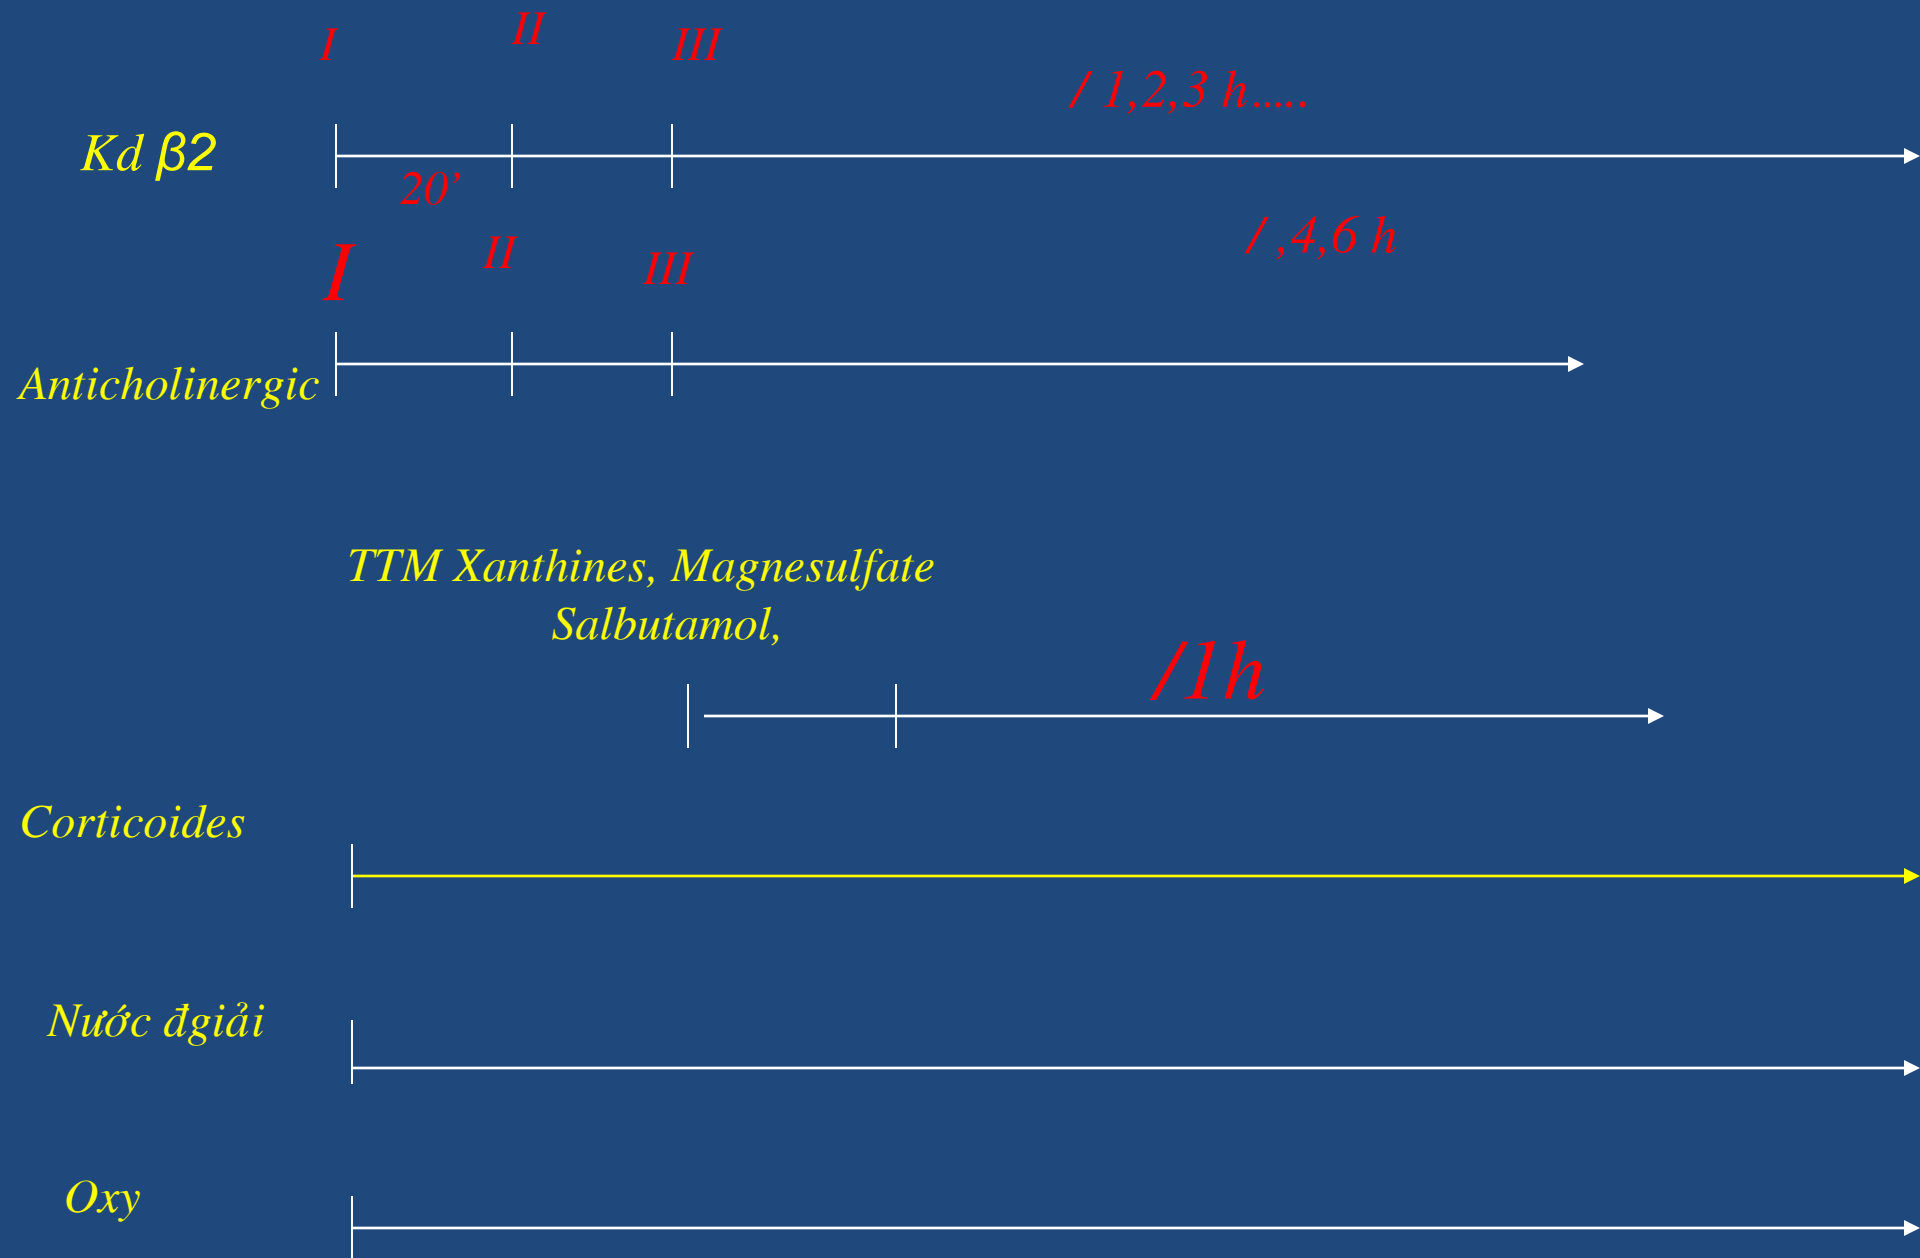 I
II
III
/ 1,2,3 h…..
Kd β2
20’
/ ,4,6 h
I
II
III
Anticholinergic
TTM Xanthines, Magnesulfate
Salbutamol,
/1h
Corticoides
Nước đgiải
Oxy